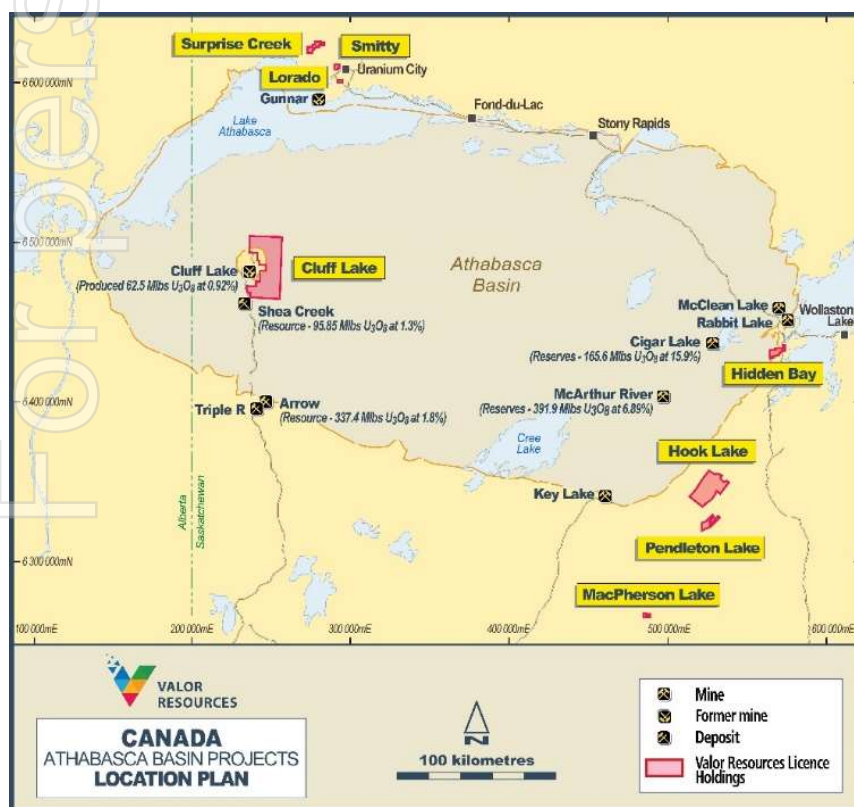 For pers
Surprise Creek
Smitty
Uranium City
Lorado
Gunnar
6 600 000mN
Lake
Athabasca
Fond-du-Lac
Stony Rapids
6 500 000mN
Cluff Lake
(Produced 62.5 Mlbs U₃O₈ at 0.92%)
Cluff Lake
Athabasca
Basin
Shea Creek
(Resource - 95.85 Mlbs U₃O₈ at 1.3%)
McClean Lake
Rabbit Lake
Wollaston
Lake
Cigar Lake
(Reserves - 165.6 Mlbs U₃O₈ at 15.9%)
Hidden Bay
6 400 000mN
Triple R
Arrow
(Resource - 337.4 Mlbs U₃O₈ at 1.8%)
McArthur River
(Reserves - 391.9 Mlbs U₃O₈ at 6.89%)
Cree
Lake
Hook Lake
Key Lake
Alberta
Saskatchewan
Pendleton Lake
6 300 000mN
MacPherson Lake
100 000mE
200 000mE
300 000mE
400 000mE
500 000mE
600 000mE
VALOR
RESOURCES
CANADA
ATHABASCA BASIN PROJECTS
LOCATION PLAN
N
100 kilometres
Mine
Former mine
Deposit
Valor Resources Licence
Holdings